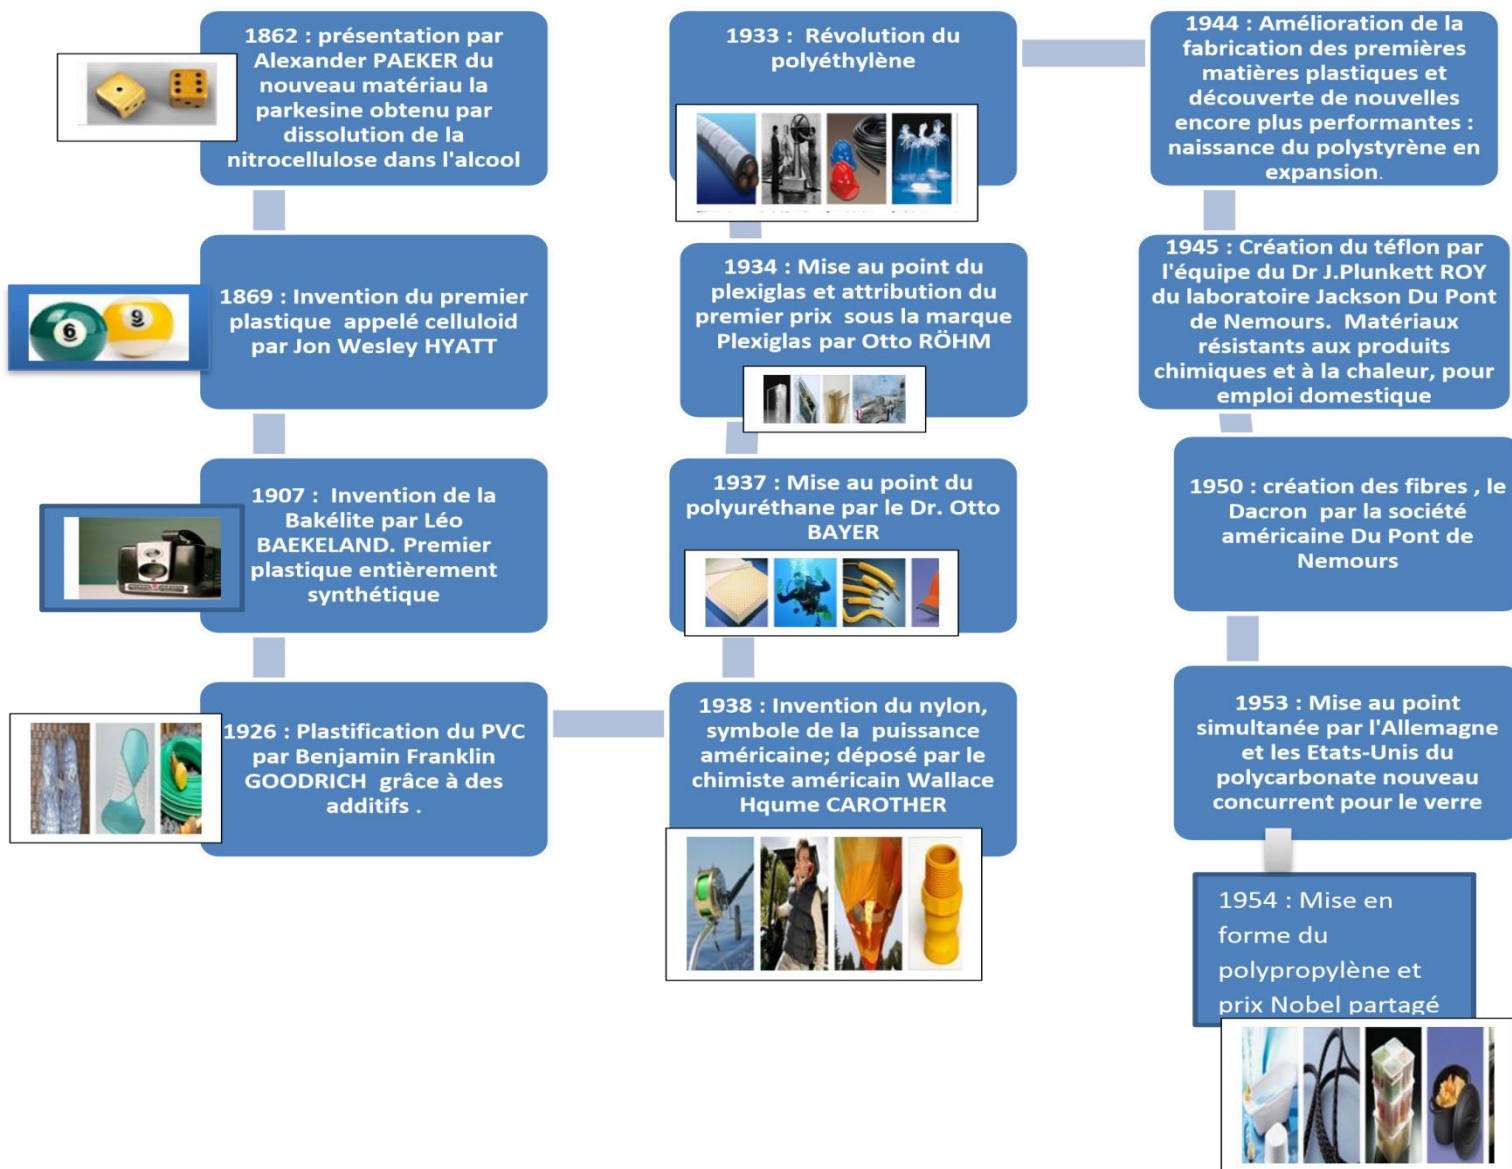 1862 : présentation par
Alexander PAEKER du
nouveau matériau la
parkesine obtenu par
dissolution de la
nitrocellulose dans l'alcool
6
9
1869 : Invention du premier
plastique appelé celluloid
par Jon Wesley HYATT
1907 : Invention de la
Bakélite par Léo
BAEKELAND. Premier
plastique entièrement
synthétique
1926 : Plastification du PVC
par Benjamin Franklin
GOODRICH grâce à des
additifs .
1933 : Révolution du
polyéthylène
1934 : Mise au point du
plexiglas et attribution du
premier prix sous la marque
Plexiglas par Otto RÖHM
1937 : Mise au point du
polyuréthane par le Dr. Otto
BAYER
1938 : Invention du nylon,
symbole de la puissance
américaine; déposé par le
chimiste américain Wallace
Hqume CAROTHER
1944 : Amélioration de la
fabrication des premières
matières plastiques et
découverte de nouvelles
encore plus performantes :
naissance du polystyrène en
expansion.
1945 : Création du téflon par
l'équipe du Dr J.Plunkett ROY
du laboratoire Jackson Du Pont
de Nemours. Matériaux
résistants aux produits
chimiques et à la chaleur, pour
emploi domestique
1950 : création des fibres , le
Dacron par la société
américaine Du Pont de
Nemours
1953 : Mise au point
simultanée par l'Allemagne
et les Etats-Unis du
polycarbonate nouveau
concurrent pour le verre
1954 : Mise en
forme du
polypropylène et
prix Nobel partagé